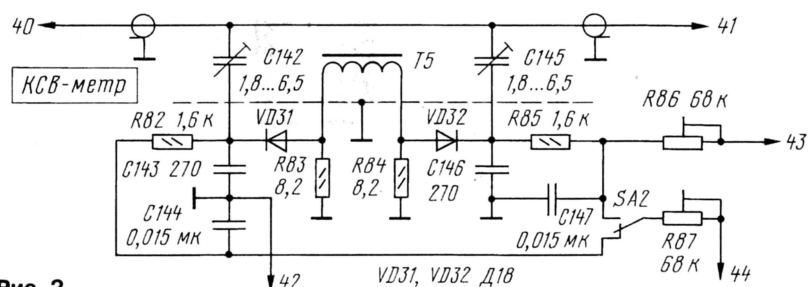 40
41
C142
1,8...6,5
T5
C145
1,8...6,5
КСВ-метр
R82 1,6 к
VD31
VD32
R85 1,6 к
R86 68 к
43
C143 270
R83
8,2
R84
8,2
C146
270
C144
0,015 мк
C147
0,015 мк
SA2
R87
68 к
42
VD31, VD32 Д18
44
Рис. 2